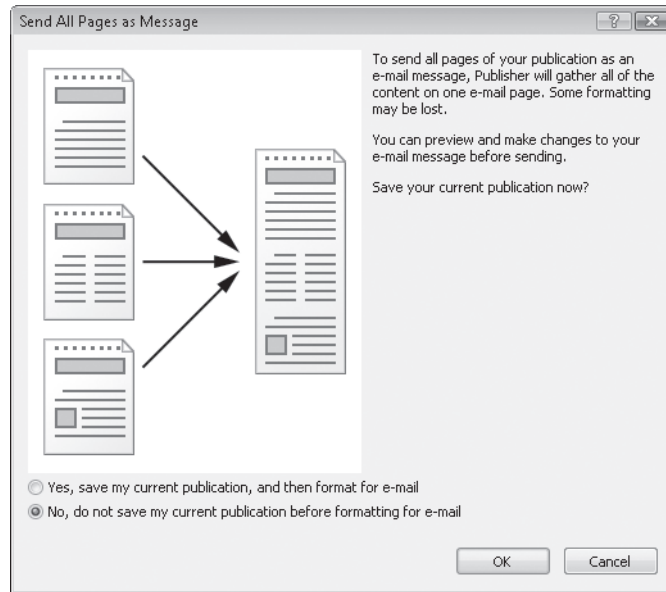 Send All Pages as Message
To send all pages of your publication as an
e-mail message, Publisher will gather all of the
content on one e-mail page. Some formatting
may be lost.
You can preview and make changes to your
e-mail message before sending.
Save your current publication now?
Yes, save my current publication, and then format for e-mail
No, do not save my current publication before formatting for e-mail
OK
Cancel